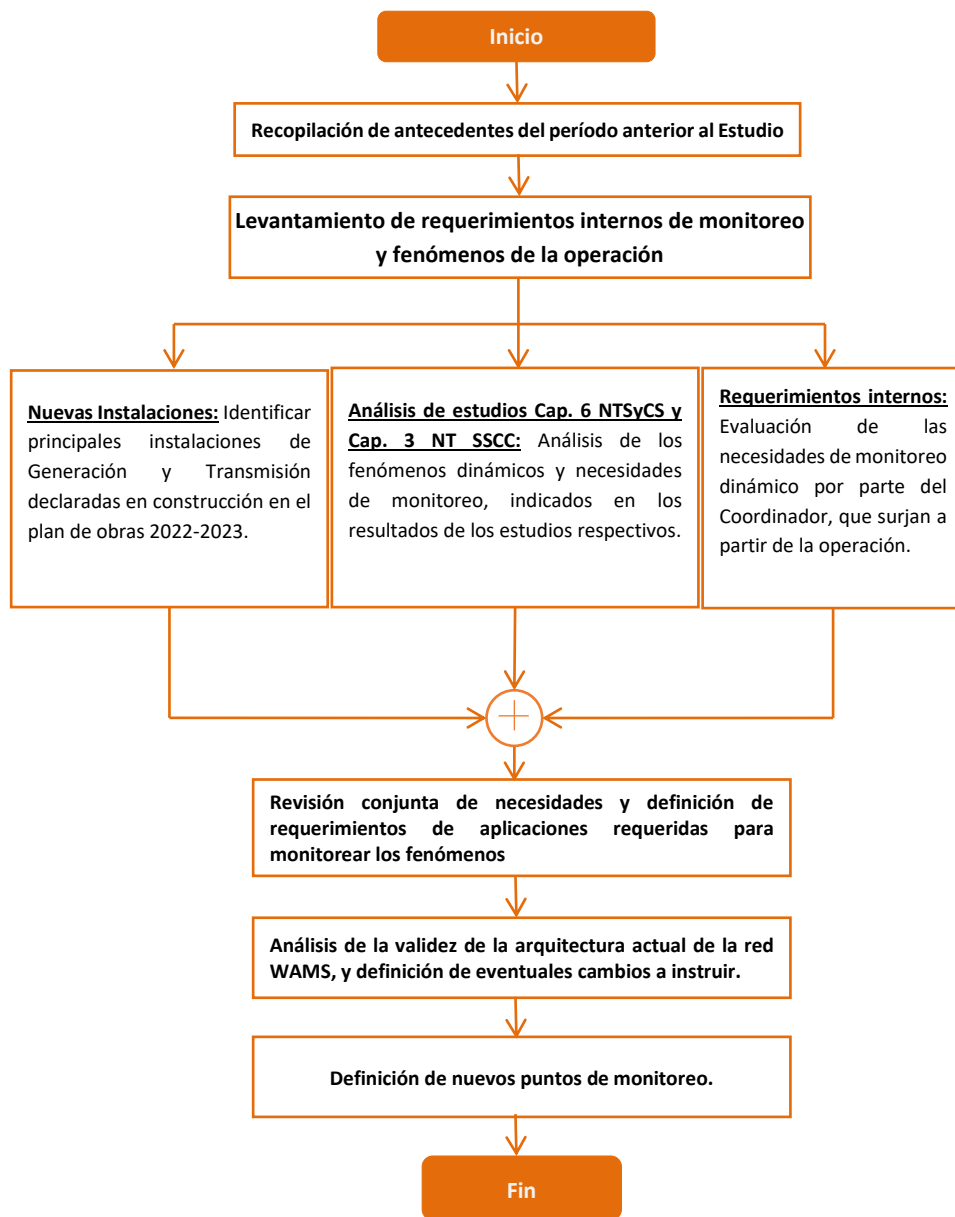 Inicio
Recopilación de antecedentes del período anterior al Estudio
Levantamiento de requerimientos internos de monitoreo
y fenómenos de la operación
Nuevas Instalaciones: Identificar
principales instalaciones de
Generación y Transmisión
declaradas en construcción en el
plan de obras 2022-2023.
Análisis de estudios Cap. 6 NTSyCS y
Cap. 3 NT SSCC: Análisis de los
fenómenos dinámicos y necesidades
de monitoreo, indicados en los
resultados de los estudios respectivos.
Requerimientos internos:
Evaluación de las
necesidades de monitoreo
dinámico por parte del
Coordinador, que surjan a
partir de la operación.
Revisión conjunta de necesidades y definición de
requerimientos de aplicaciones requeridas para
monitorear los fenómenos
Análisis de la validez de la arquitectura actual de la red
WAMS, y definición de eventuales cambios a instruir.
Definición de nuevos puntos de monitoreo.
Fin